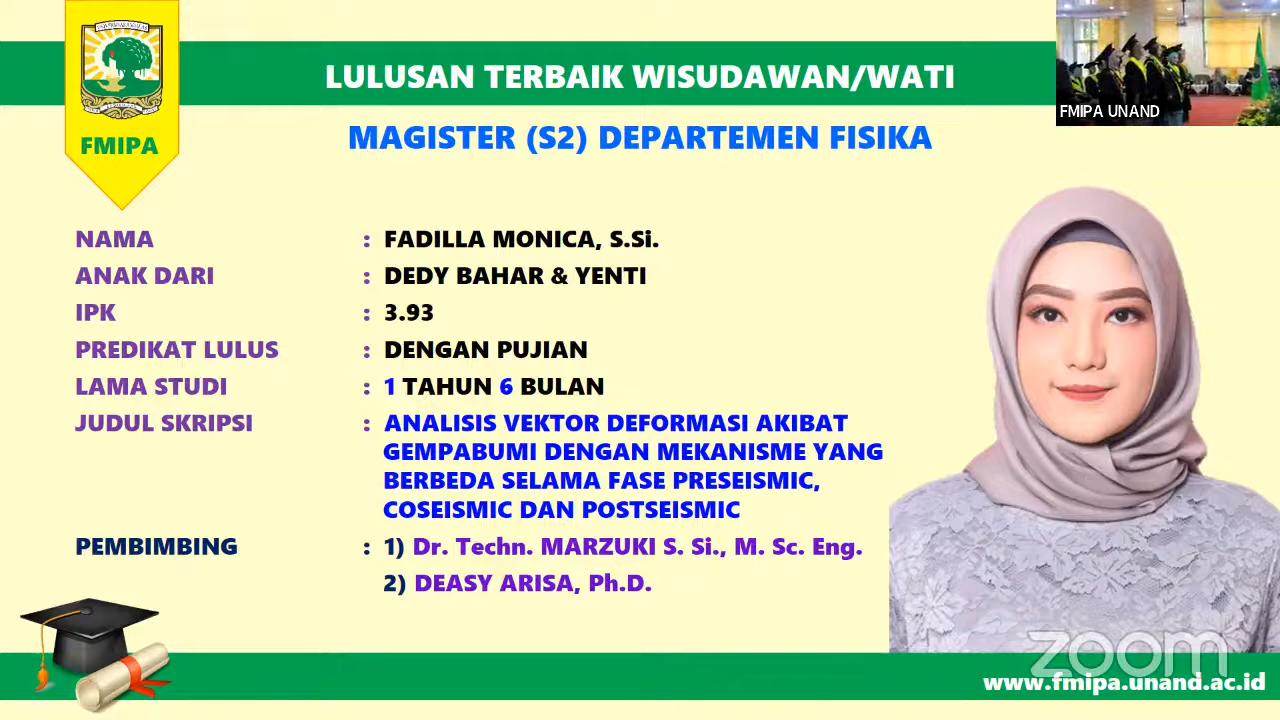 LULUSAN TERBAIK WISUDAWAN/WATI
FMIPA UNAND
FMIPA
MAGISTER (S2) DEPARTEMEN FISIKA
NAMA : FADILLA MONICA, S.Si.
ANAK DARI : DEDY BAHAR & YENTI
IPK : 3.93
PREDIKAT LULUS : DENGAN PUJIAN
LAMA STUDI : 1 TAHUN 6 BULAN
JUDUL SKRIPSI : ANALISIS VEKTOR DEFORMASI AKIBAT
GEMPABUMI DENGAN MEKANISME YANG
BERBEDA SELAMA FASE PRESEISMIC,
COSEISMIC DAN POSTSEISMIC
PEMBIMBING : 1) Dr. Techn. MARZUKI S. Si., M. Sc. Eng.
2) DEASY ARISA, Ph.D.
zoom
www.fmipa.unand.ac.id